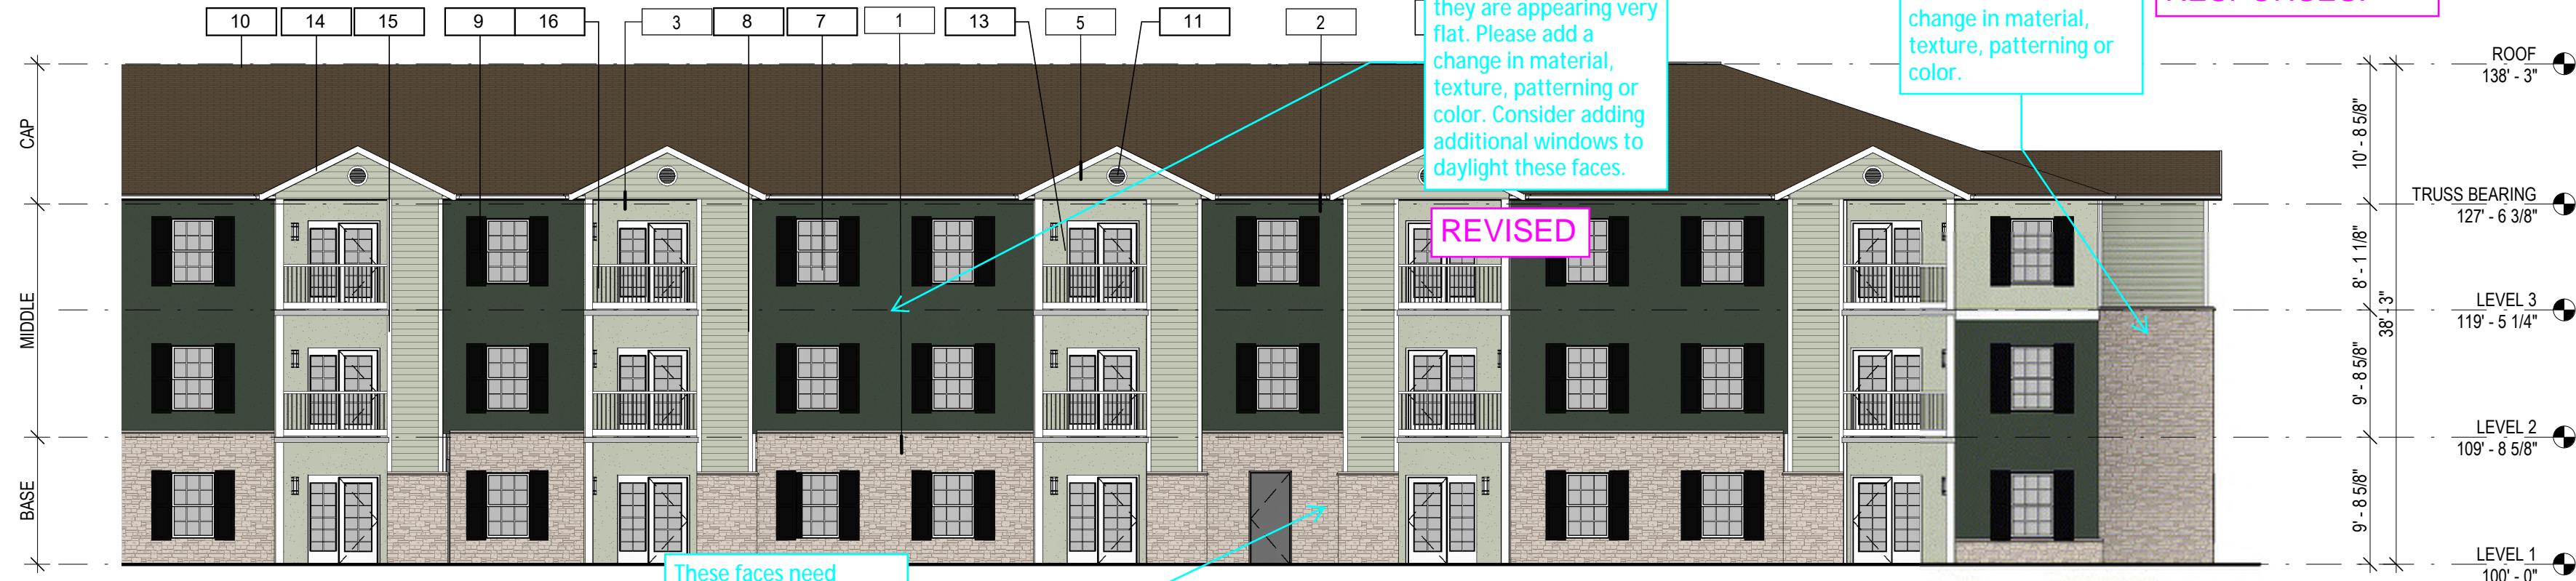 10
14
15
9
16
3
8
7
1
13
5
11
2
they are appearing very
flat. Please add a
change in material,
texture, patterning or
color. Consider adding
additional windows to
daylight these faces.
change in material,
texture, patterning or
color.
REVISED
These faces need
CAP
MIDDLE
BASE
10' - 8 5/8"
8' - 1 1/8"
9' - 8 5/8"
9' - 8 5/8"
38' - 3"
ROOF
138' - 3"
TRUSS BEARING
127' - 6 3/8"
LEVEL 3
119' - 5 1/4"
LEVEL 2
109' - 8 5/8"
LEVEL 1
100' - 0"